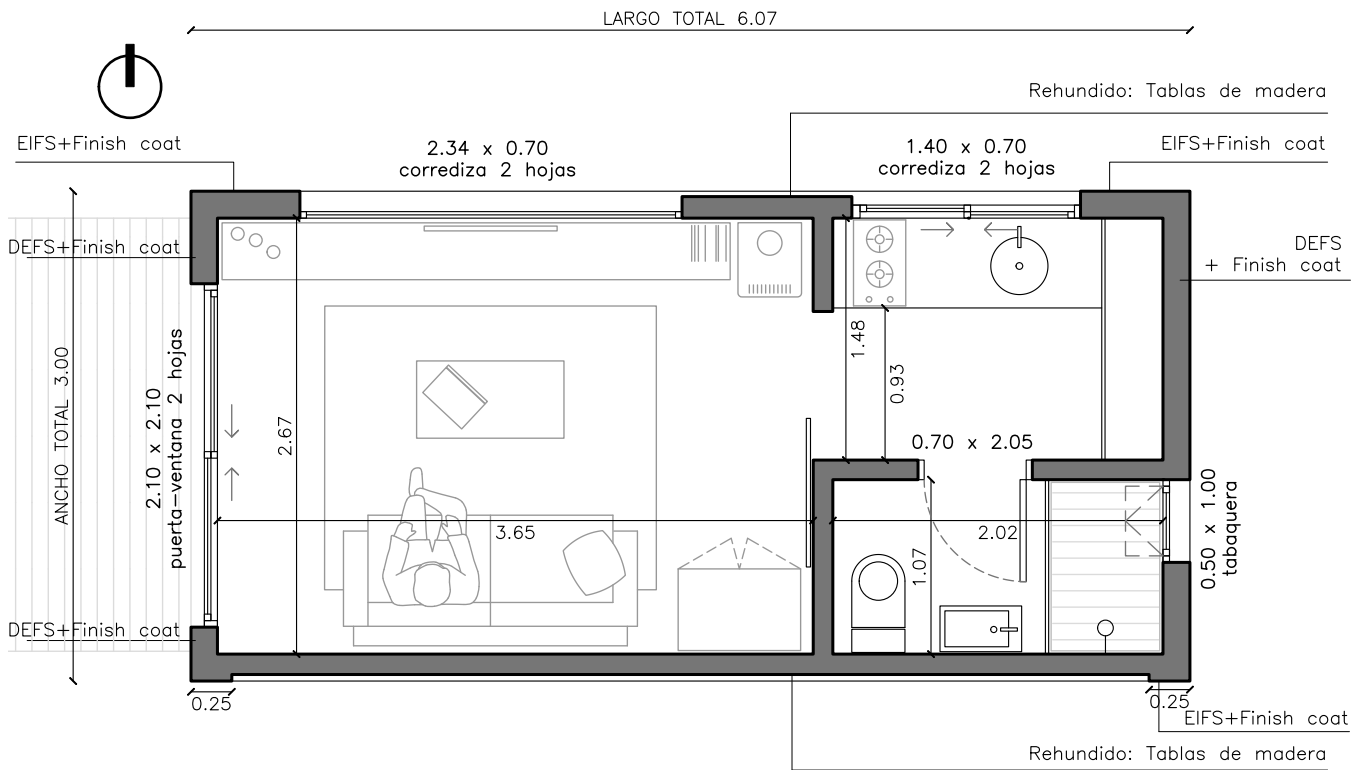 LARGO TOTAL 6.07
Rehundido: Tablas de madera
EIFS+Finish coat
2.34 x 0.70
corrediza 2 hojas
1.40 x 0.70
corrediza 2 hojas
EIFS+Finish coat
DEFS+Finish coat
DEFS
+ Finish coat
ANCHO TOTAL 3.00
2.10 x 2.10
puerta-ventana 2 hojas
2.67
1.48
0.93
0.70 x 2.05
3.65
2.02
1.07
0.50 x 1.00
tabaquera
DEFS+Finish coat
0.25
0.25
EIFS+Finish coat
Rehundido: Tablas de madera